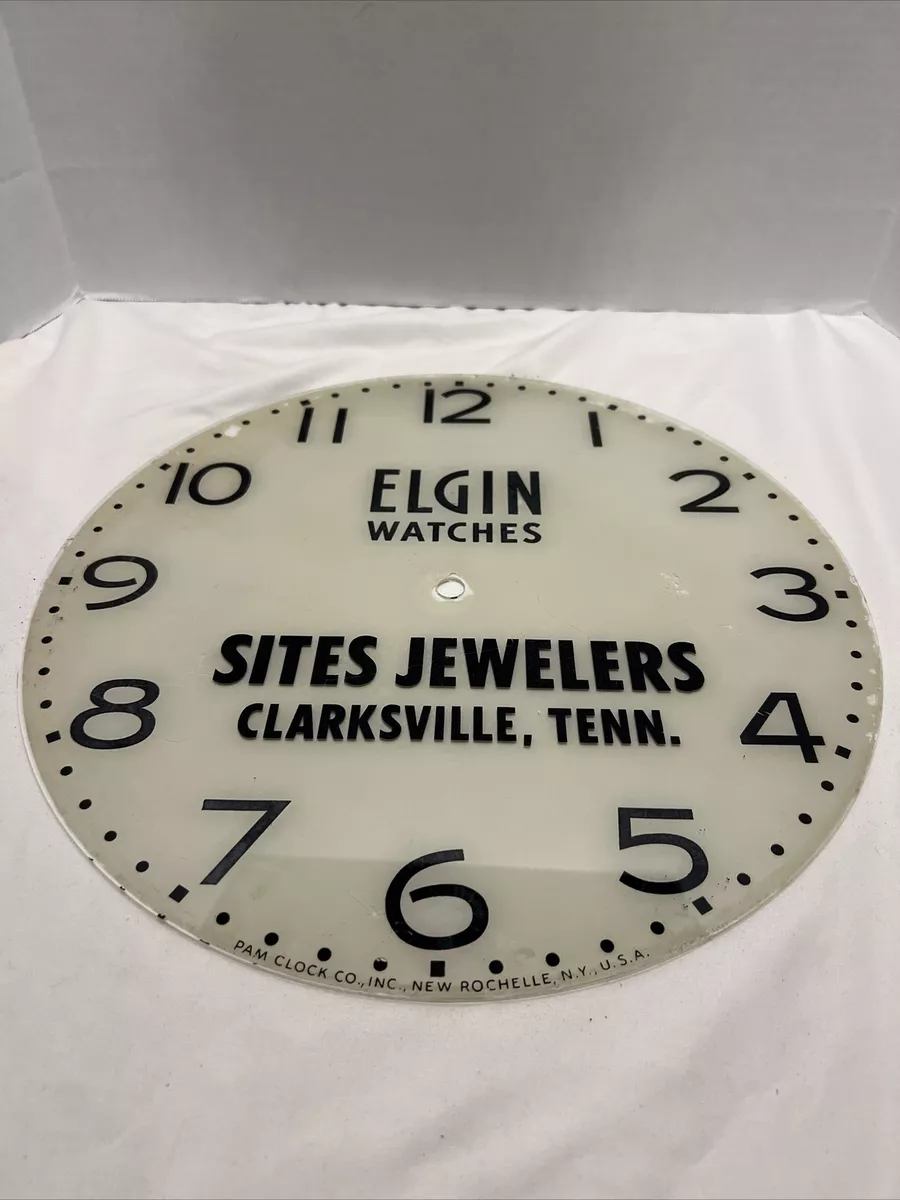 12
11
1
10
2
ELGIN
WATCHES
9
3
SITES JEWELERS
CLARKSVILLE, TENN.
8
4
7
5
6
PAM CLOCK CO., INC., NEW ROCHELLE, N.Y., U.S.A.